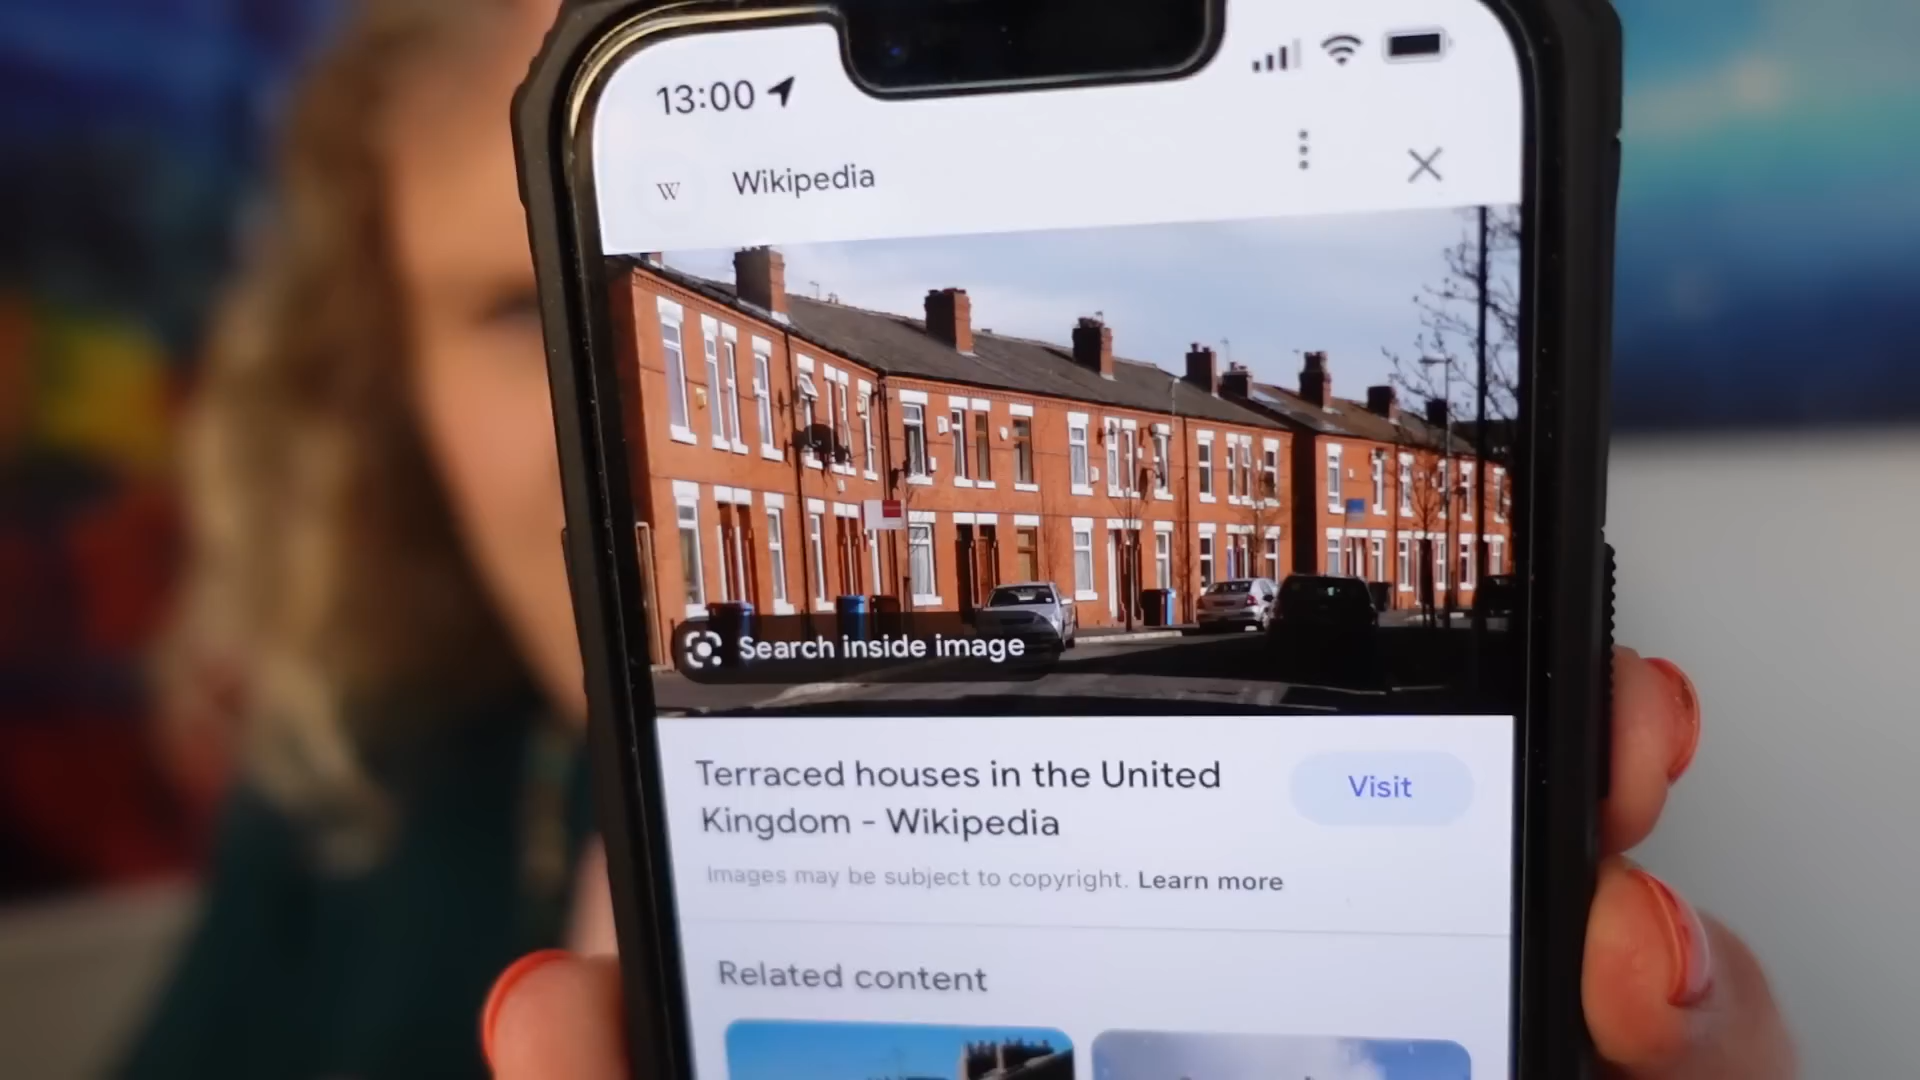 13:00
W Wikipedia
Search inside image
Terraced houses in the United
Kingdom - Wikipedia
Visit
Images may be subject to copyright. Learn more
Related content